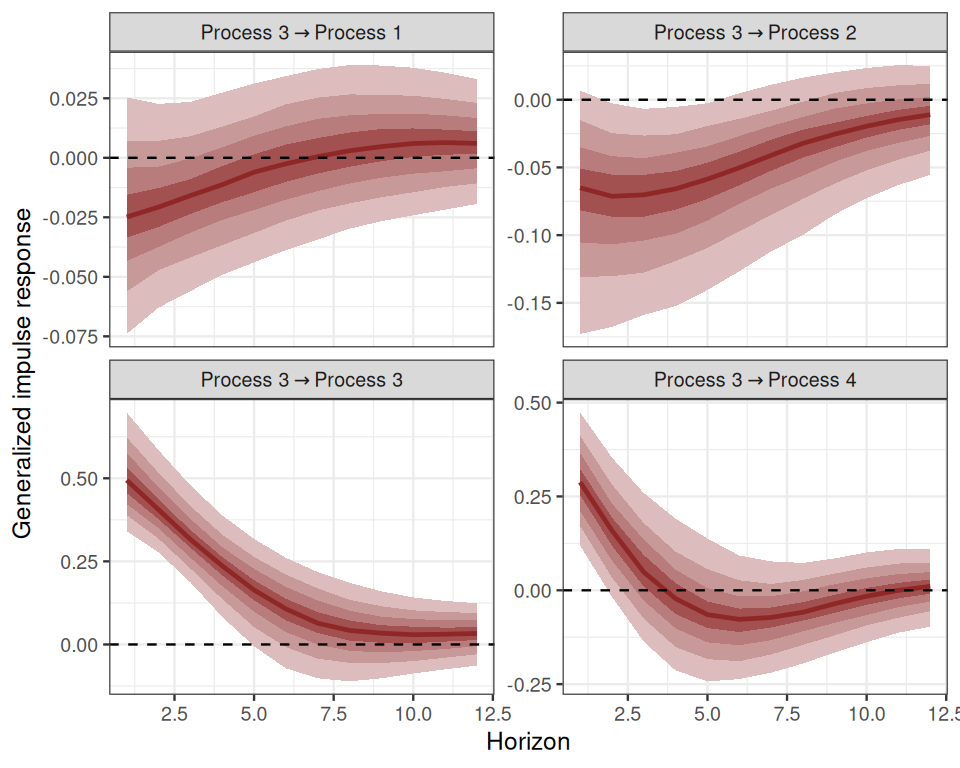 Process 3 → Process 1
Process 3 → Process 2
0.025
0.000
-0.025
-0.050
-0.075
0.00
-0.05
-0.10
-0.15
Generalized impulse response
Process 3 → Process 3
Process 3 → Process 4
0.50
0.25
0.00
0.50
0.25
0.00
-0.25
2.5 5.0 7.5 10.0 12.5
2.5 5.0 7.5 10.0 12.5
Horizon